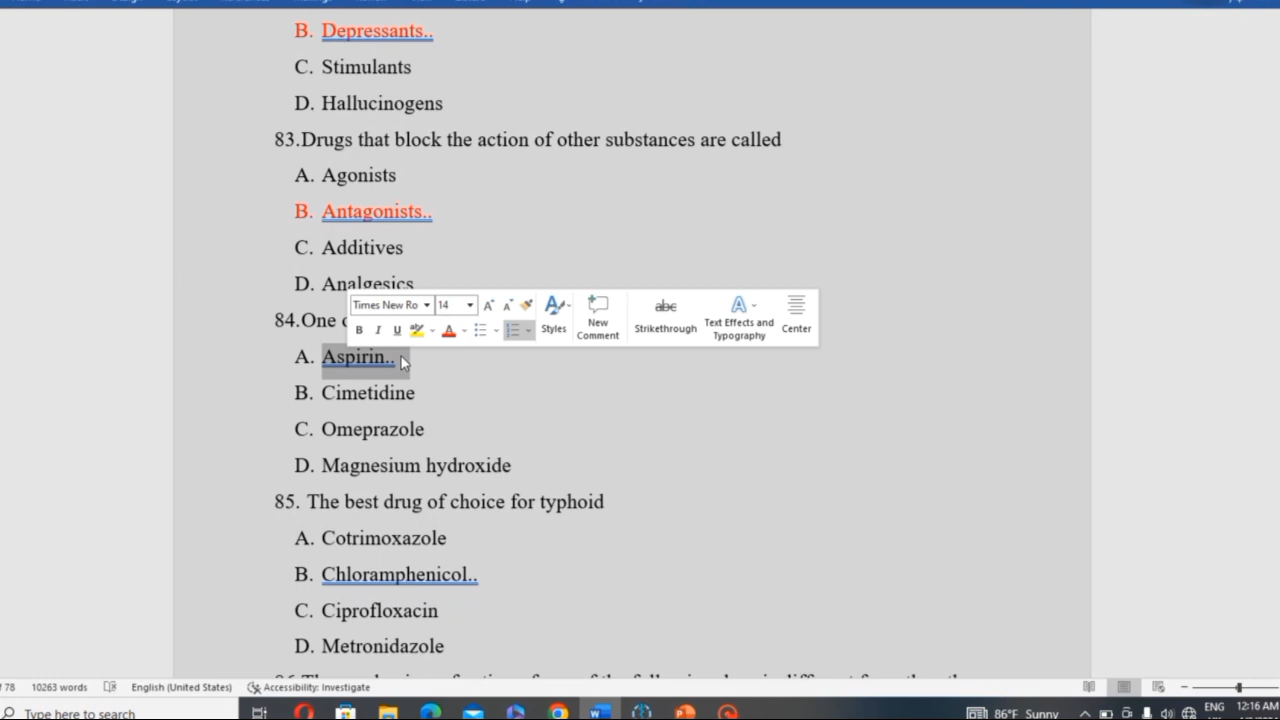 B. Depressants..
C. Stimulants
D. Hallucinogens
83.Drugs that block the action of other substances are called
A. Agonists
B. Antagonists..
C. Additives
D. Analgesics
Times New Ro 14
Styles
New Comment
Strikethrough
Text Effects and Typography
Center
B I U
84.One
A. Aspirin..
B. Cimetidine
C. Omeprazole
D. Magnesium hydroxide
85. The best drug of choice for typhoid
A. Cotrimoxazole
B. Chloramphenicol..
C. Ciprofloxacin
D. Metronidazole
78 10263 words English (United States) Accessibility: Investigate
Type here to search 86°F Sunny ENG 12:16 AM